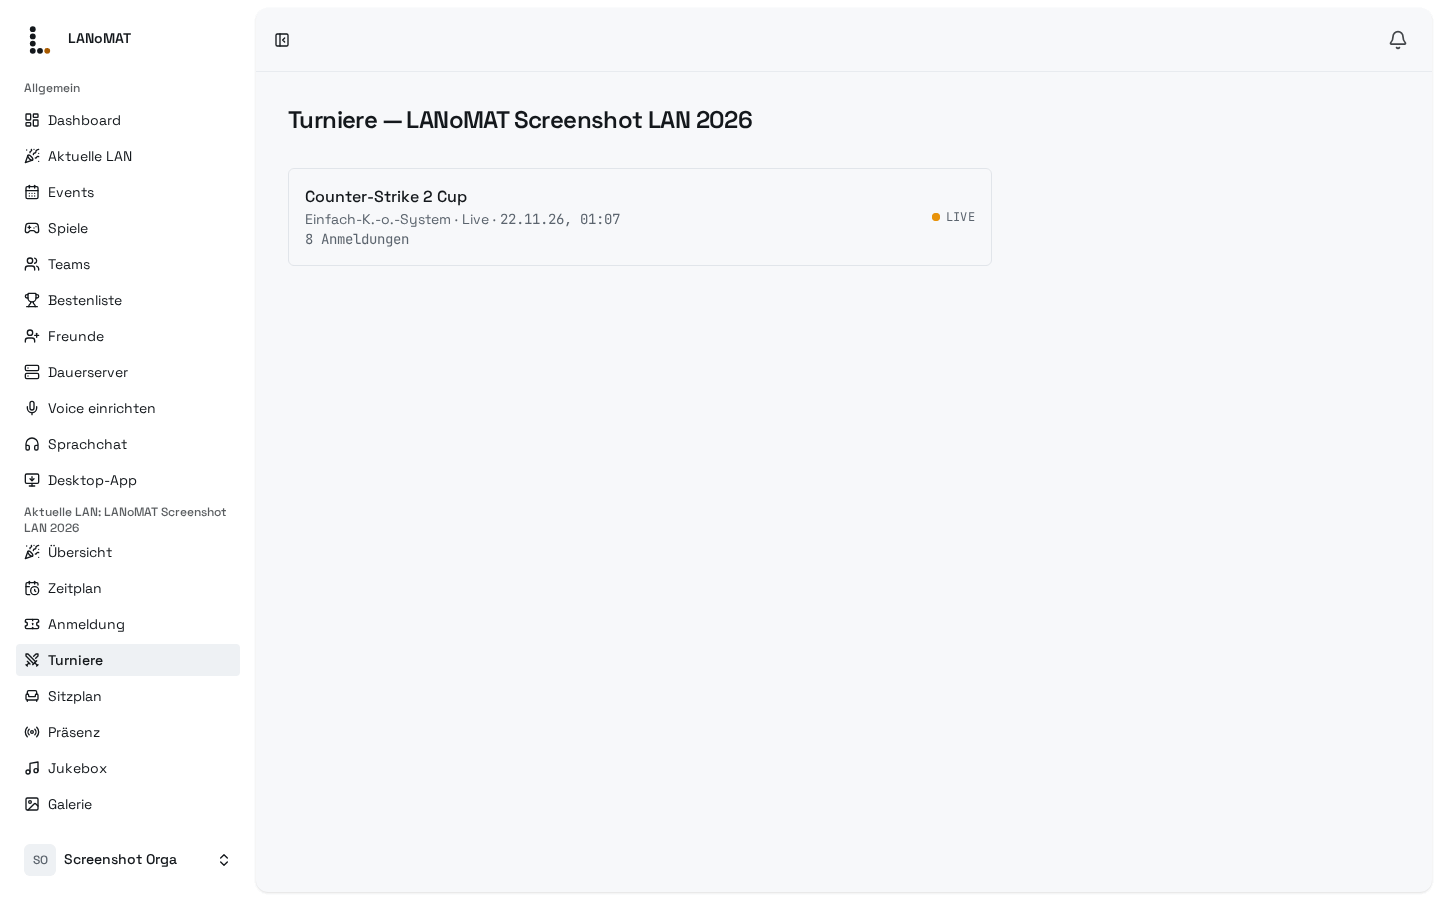 LANoMAT
Allgemein
Dashboard
Aktuelle LAN
Events
Spiele
Teams
Bestenliste
Freunde
Dauerserver
Voice einrichten
Sprachchat
Desktop-App
Aktuelle LAN: LANoMAT Screenshot
LAN 2026
Übersicht
Zeitplan
Anmeldung
Turniere
Sitzplan
Präsenz
Jukebox
Galerie
SO
Screenshot Orga
Turniere — LANoMAT Screenshot LAN 2026
Counter-Strike 2 Cup
Einfach-K.-o.-System · Live · 22.11.26, 01:07
8 Anmeldungen
LIVE